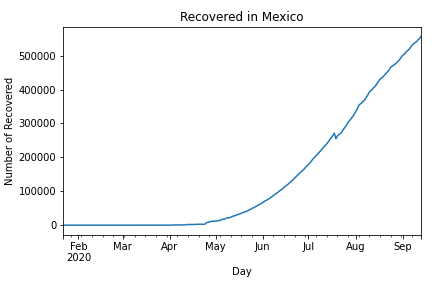 Recovered in Mexico
Number of Recovered
500000
400000
300000
200000
100000
0
Feb Mar Apr May Jun Jul Aug Sep
2020
Day